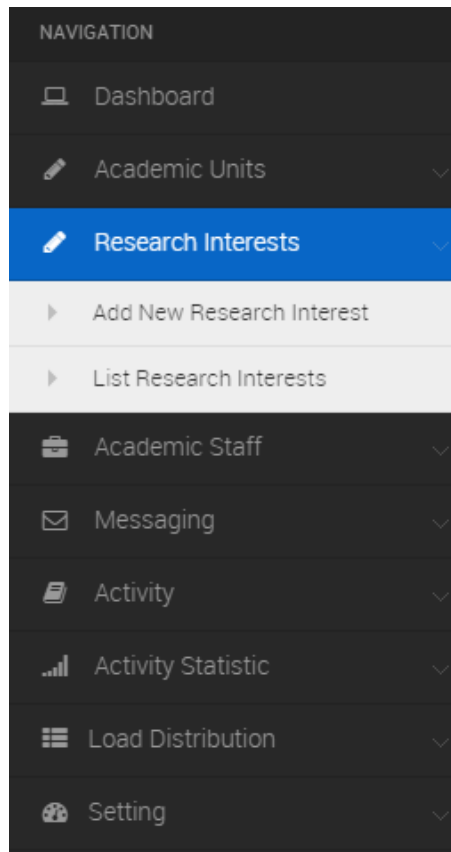 NAVIGATION
Dashboard
Academic Units
Research Interests
Add New Research Interest
List Research Interests
Academic Staff
Messaging
Activity
Activity Statistic
Load Distribution
Setting